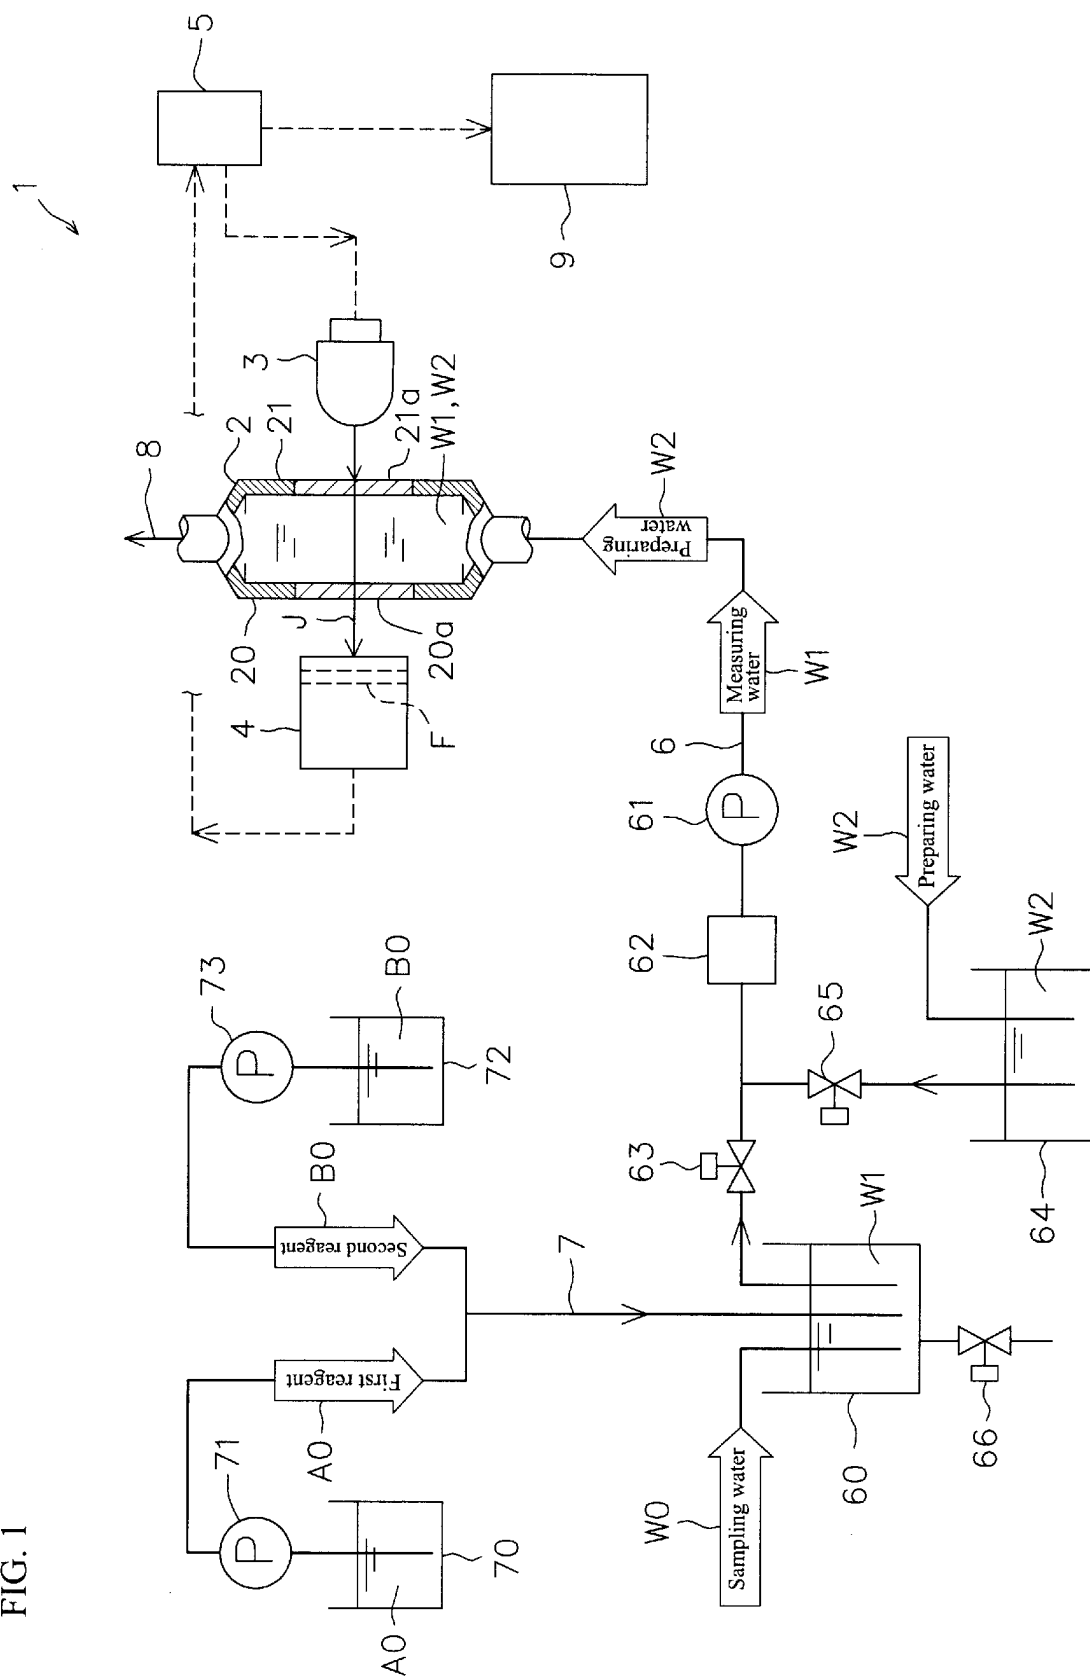 FIG. 1
1
5
9
3
8
2
21
21a
W1, W2
20
20a
J
4
F
W2
Preparing
water
Measuring
water
W1
6
61
P
62
W2
Preparing water
W2
65
63
64
73
P
B0
72
B0
Second reagent
7
W1
First reagent
A0
71
P
70
A0
60
66
W0
Sampling water